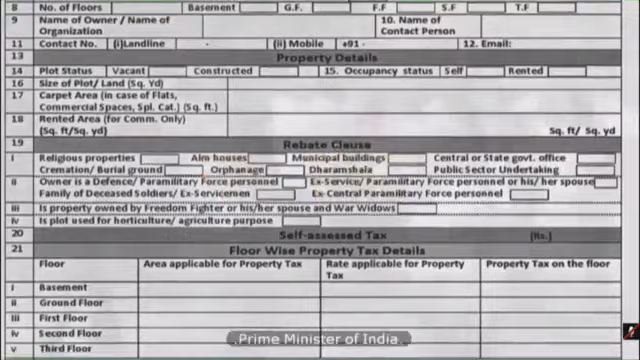 8 No. of Floors Basement G.F. F.F S.F T.F
9 Name of Owner / Name of Organization 10. Name of Contact Person
11 Contact No. (i)Landline - (ii) Mobile +91 - 12. Email:
13 Property Details
14 Plot Status Vacant Constructed 15. Occupancy status Self Rented
16 Size of Plot/ Land (Sq. Yd)
17 Carpet Area (in case of Flats,
Commercial Spaces, Spl. Cat.) (Sq. ft.)
18 Rented Area (for Comm. Only)
(Sq. ft/Sq. yd) Sq. ft/ Sq. yd
19 Rebate Clause
i Religious properties Alm houses Municipal buildings Central or State govt. office
Cremation/ Burial ground Orphanage Dharamshala Public Sector Undertaking
ii Owner is a Defence/ Paramilitary Force personnel Ex-Service/ Paramilitary Force personnel or his/ her spouse
Family of Deceased Soldiers/ Ex-Servicemen Ex-Central Paramilitary Force personnel
iii Is property owned by Freedom Fighter or his/her spouse and War Widows
iv Is plot used for horticulture/ agriculture purpose
20 Self-assessed Tax (Rs.)
21 Floor Wise Property Tax Details
Floor Area applicable for Property Tax Rate applicable for Property Tax Property Tax on the floor
i Basement
ii Ground Floor
iii First Floor
iv Second Floor
v Third Floor
Prime Minister of India